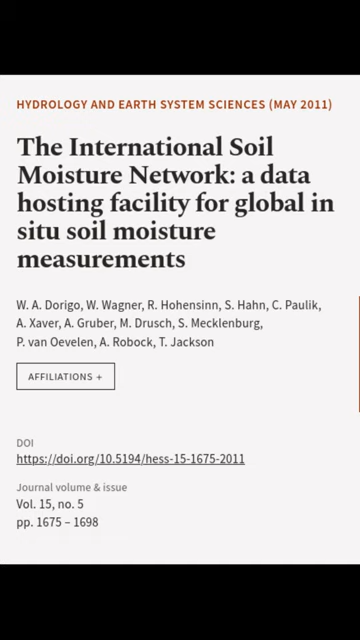 HYDROLOGY AND EARTH SYSTEM SCIENCES (MAY 2011)
The International Soil
Moisture Network: a data
hosting facility for global in
situ soil moisture
measurements
W. A. Dorigo, W. Wagner, R. Hohensinn, S. Hahn, C. Paulik,
A. Xaver, A. Gruber, M. Drusch, S. Mecklenburg,
P. van Oevelen, A. Robock, T. Jackson
AFFILIATIONS +
DOI
https://doi.org/10.5194/hess-15-1675-2011
Journal volume & issue
Vol. 15, no. 5
pp. 1675 – 1698